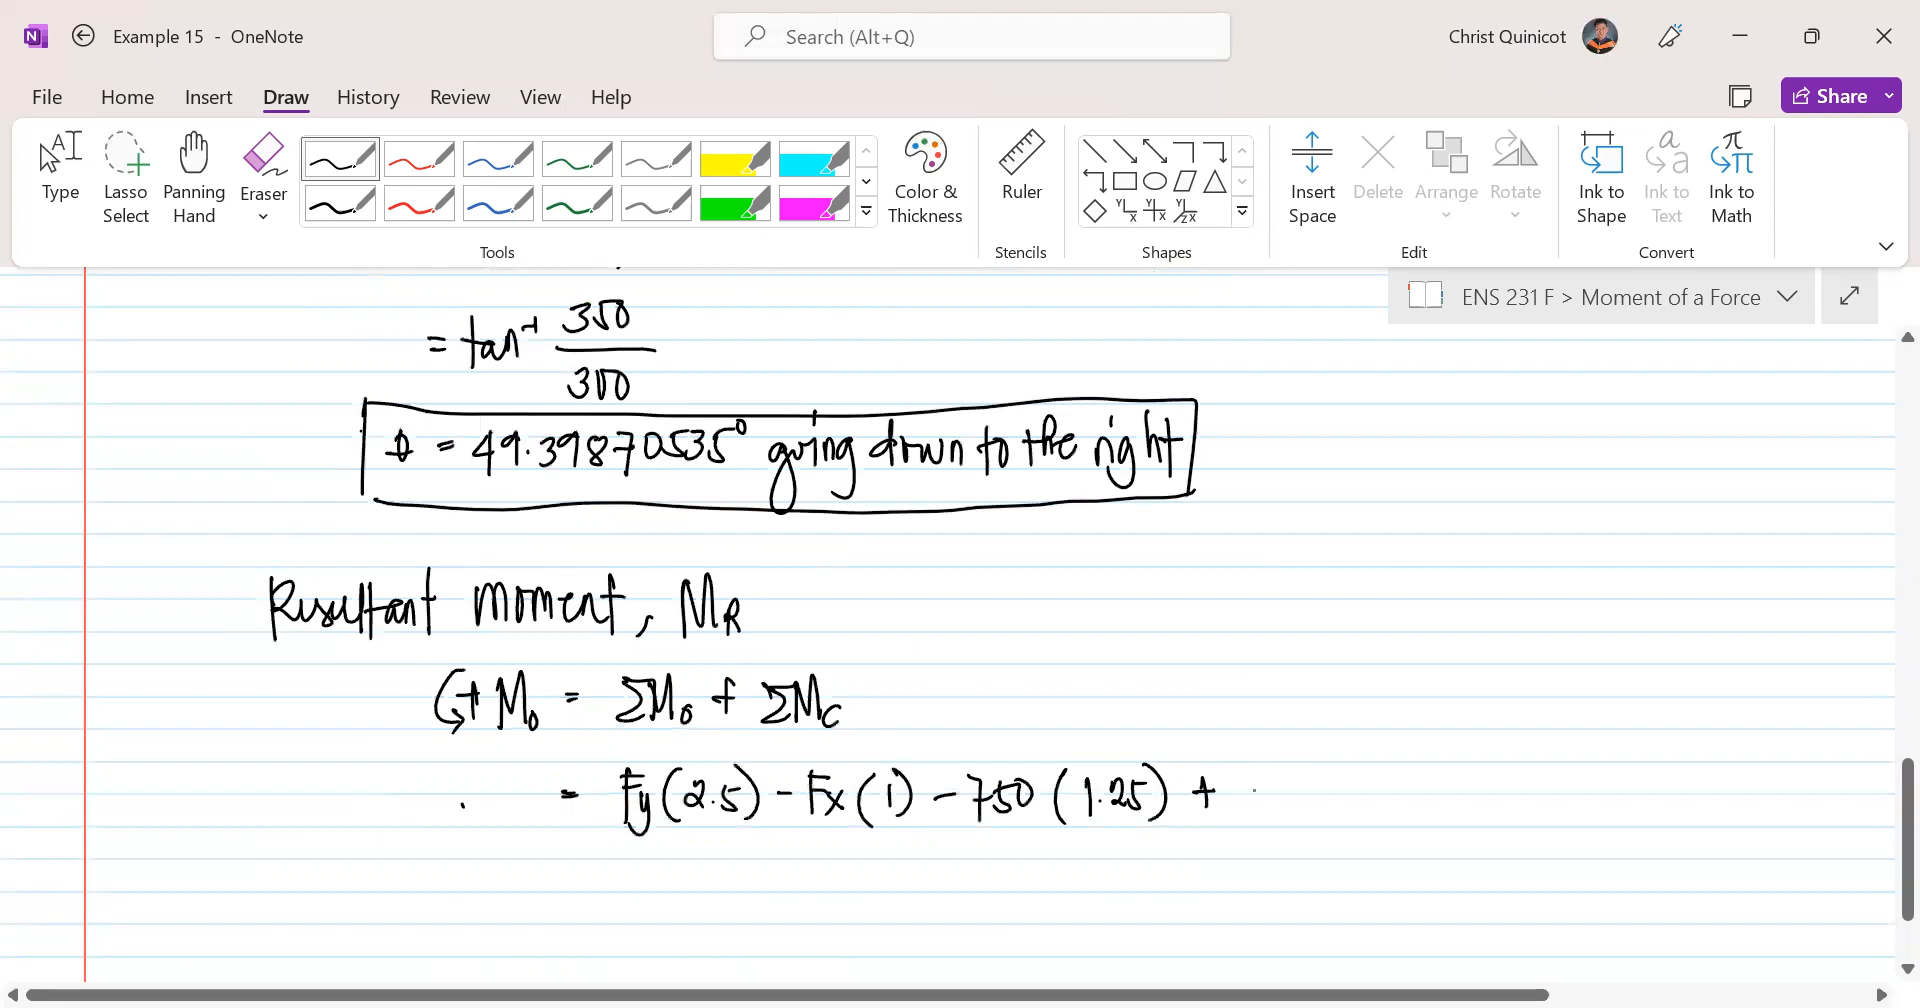 Example 15 - OneNote
Search (Alt+Q)
Christ Quinicot
File Home Insert Draw History Review View Help
Share
Type
Lasso Select
Panning Hand
Eraser
Color & Thickness
Ruler
Insert Space
Delete
Arrange
Rotate
Ink to Shape
Ink to Text
Ink to Math
Tools
Stencils
Shapes
Edit
Convert
ENS 231 F > Moment of a Force
= tan⁻¹ 350
300
θ = 49.39870535° going down to the right
Resultant moment, MR
+ Mo = ΣMo + ΣMc
= Fy(2.5) - Fx(1) - 750(1.25) +